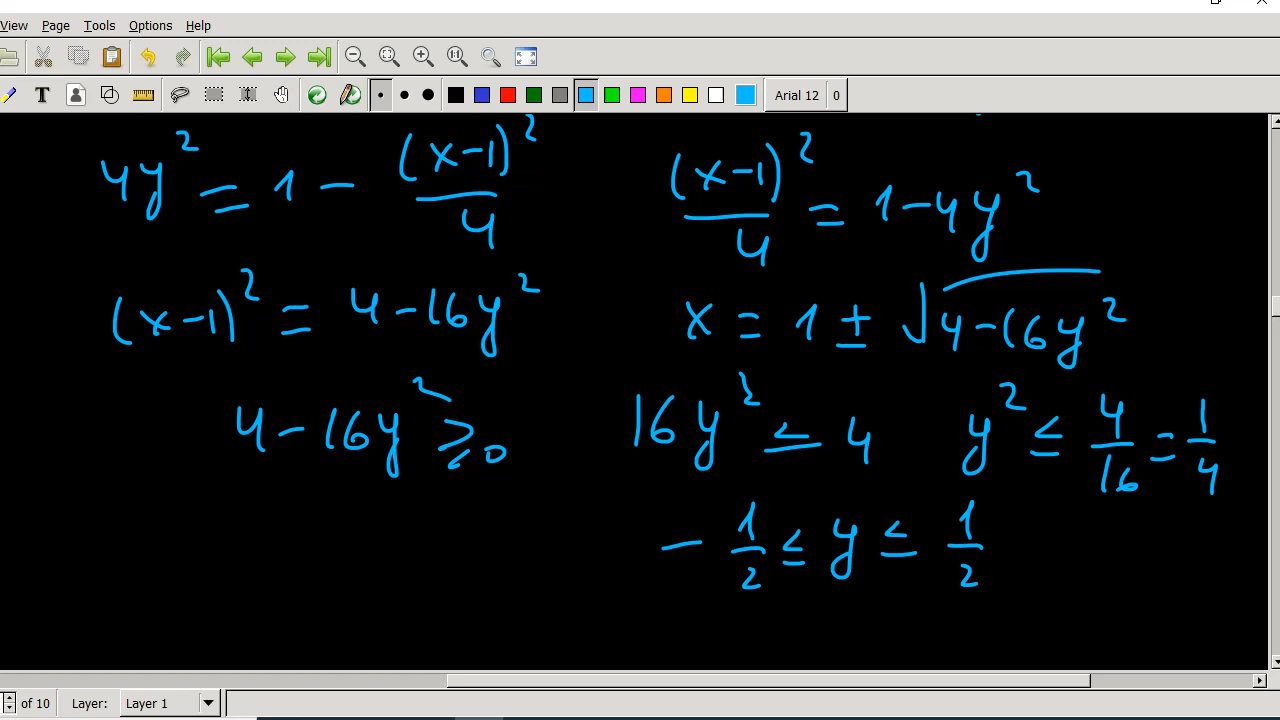 View Page Tools Options Help
Arial 12 0
4y² = 1 - (x-1)²/4
(x-1)²/4 = 1-4y²
(x-1)² = 4-16y²
x = 1 ± √(4-16y²)
4-16y² ≥ 0
16y² ≤ 4 y² ≤ 4/16 = 1/4
- 1/2 ≤ y ≤ 1/2
of 10 Layer: Layer 1